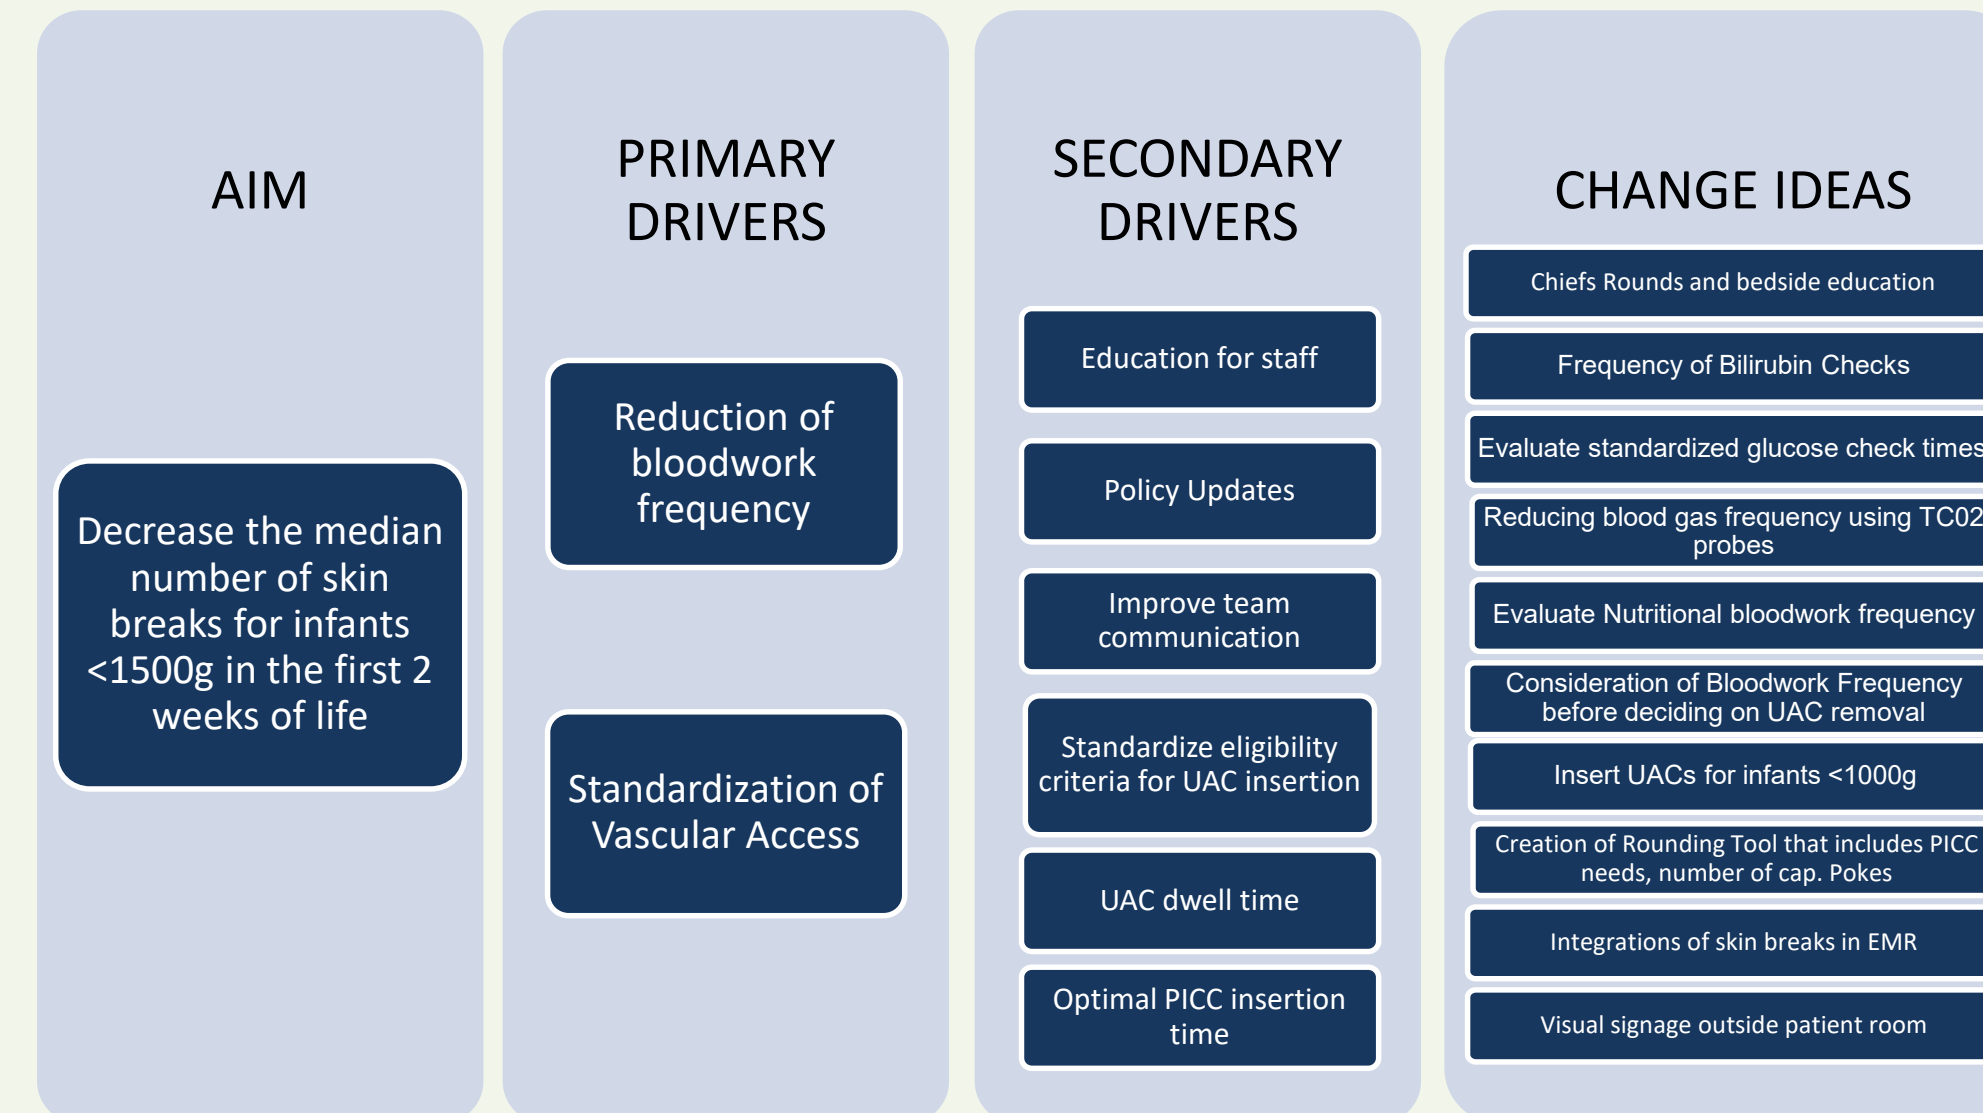 AIM
Decrease the median
number of skin
breaks for infants
<1500g in the first 2
weeks of life
PRIMARY
DRIVERS
Reduction of
bloodwork
frequency
Standardization of
Vascular Access
SECONDARY
DRIVERS
Education for staff
Policy Updates
Improve team
communication
Standardize eligibility
criteria for UAC insertion
UAC dwell time
Optimal PICC insertion
time
CHANGE IDEAS
Chiefs Rounds and bedside education
Frequency of Bilirubin Checks
Evaluate standardized glucose check times
Reducing blood gas frequency using TC02
probes
Evaluate Nutritional bloodwork frequency
Consideration of Bloodwork Frequency
before deciding on UAC removal
Insert UACs for infants <1000g
Creation of Rounding Tool that includes PICC
needs, number of cap. Pokes
Integrations of skin breaks in EMR
Visual signage outside patient room